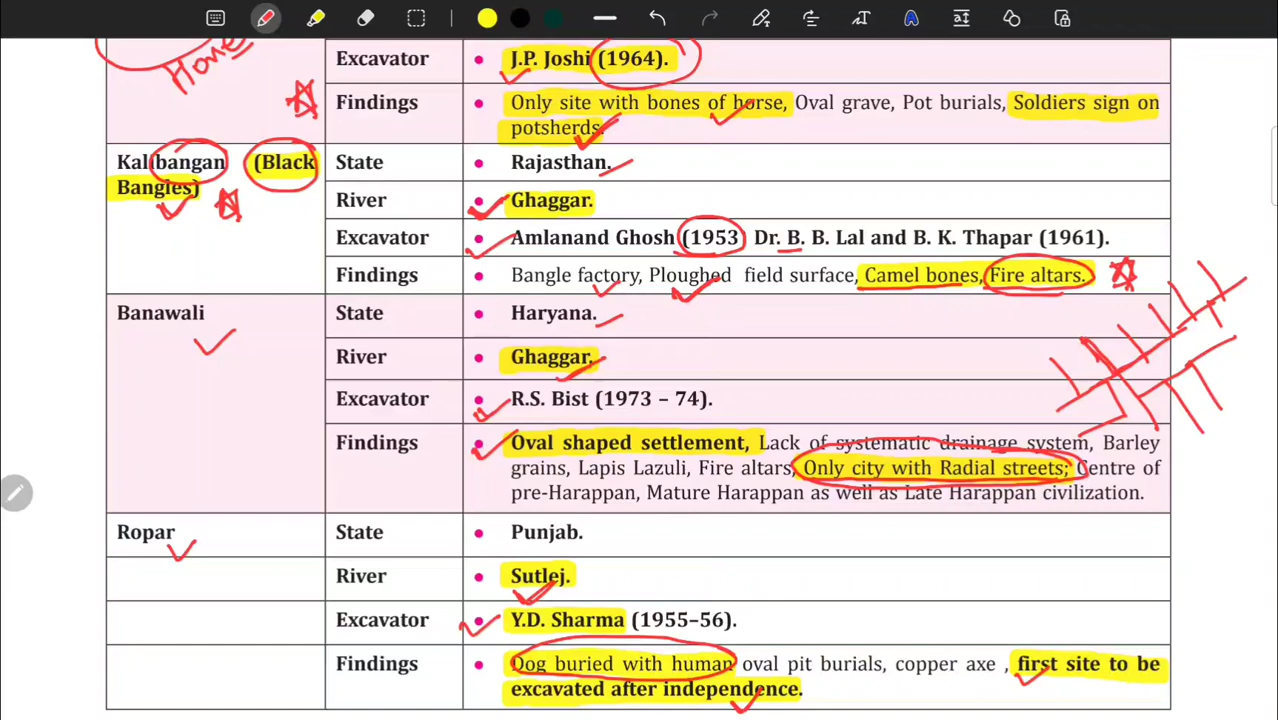 Home
Excavator
J.P. Joshi (1964).
Findings
Only site with bones of horse, Oval grave, Pot burials, Soldiers sign on
potsherds.
Kalibangan (Black
Bangles)
State
Rajasthan.
River
Ghaggar.
Excavator
Amlanand Ghosh (1953 Dr. B. B. Lal and B. K. Thapar (1961).
Findings
Bangle factory, Ploughed field surface, Camel bones, Fire altars.
Banawali
State
Haryana.
River
Ghaggar.
Excavator
R.S. Bist (1973 – 74).
Findings
Oval shaped settlement, Lack of systematic drainage system, Barley
grains, Lapis Lazuli, Fire altars, Only city with Radial streets; Centre of
pre-Harappan, Mature Harappan as well as Late Harappan civilization.
Ropar
State
Punjab.
River
Sutlej.
Excavator
Y.D. Sharma (1955–56).
Findings
Dog buried with human oval pit burials, copper axe , first site to be
excavated after independence.